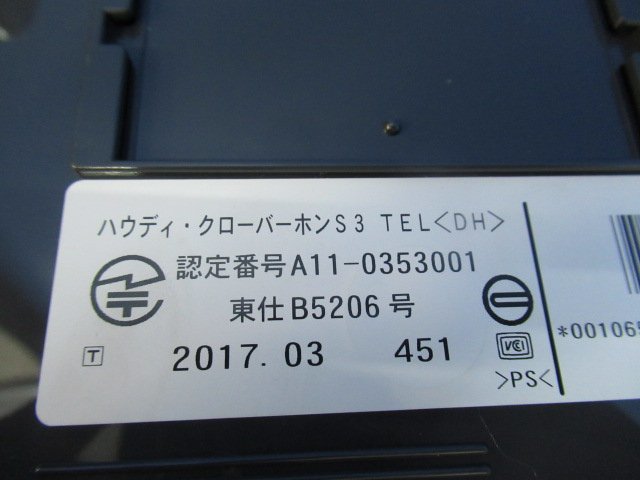 ハウディ・クローバーホンS3 TEL<DH>
認定番号A11-0353001
東仕B5206号
T 2017.03 451
VCCI
>PS<
*001065